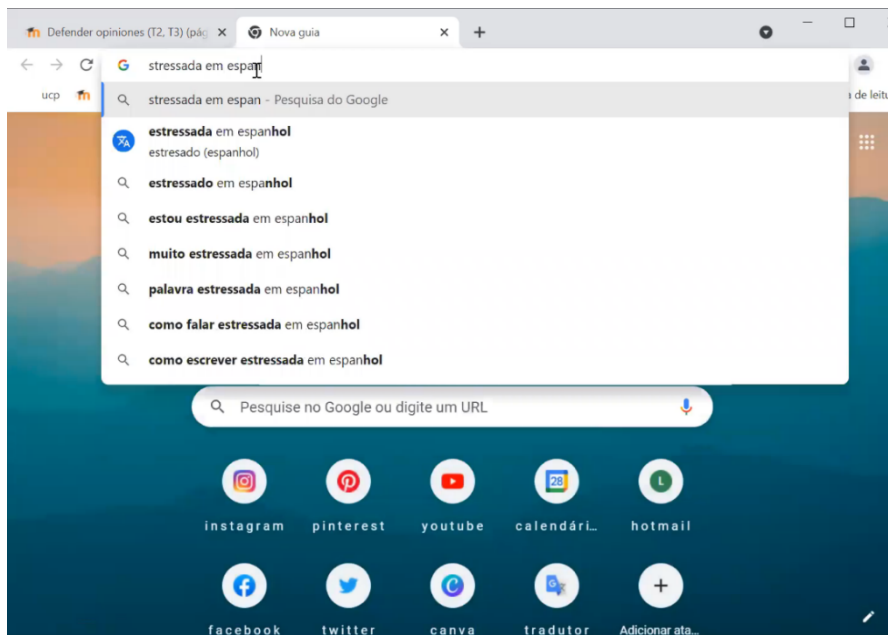 Defender opiniones (T2, T3) (pág
Nova guia
stressada em espan
ucp
de leitu
stressada em espan - Pesquisa do Google
estressada em espanhol
estresado (espanhol)
estressado em espanhol
estou estressada em espanhol
muito estressada em espanhol
palavra estressada em espanhol
como falar estressada em espanhol
como escrever estressada em espanhol
Pesquise no Google ou digite um URL
28
L
instagram pinterest youtube calendári... hotmail
facebook twitter canva tradutor Adicionar ata...